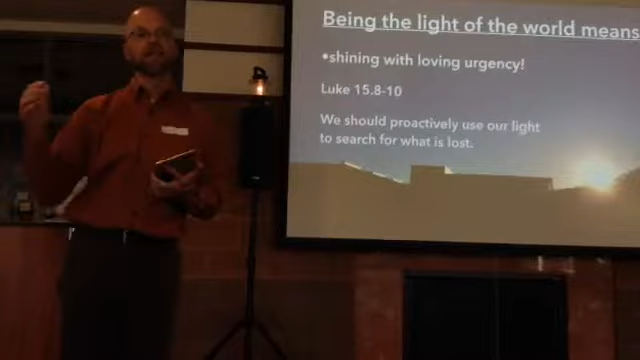 Being the light of the world means
•shining with loving urgency!
Luke 15.8-10
We should proactively use our light
to search for what is lost.